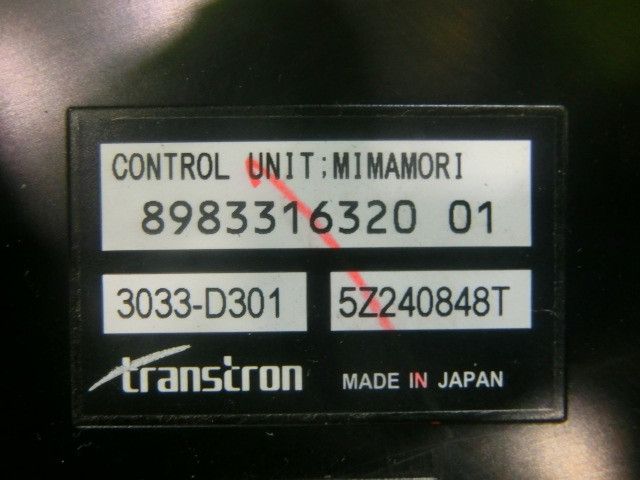 CONTROL UNIT;MIMAMORI
8983316320 01
3033-D301 5Z240848T
transtron MADE IN JAPAN